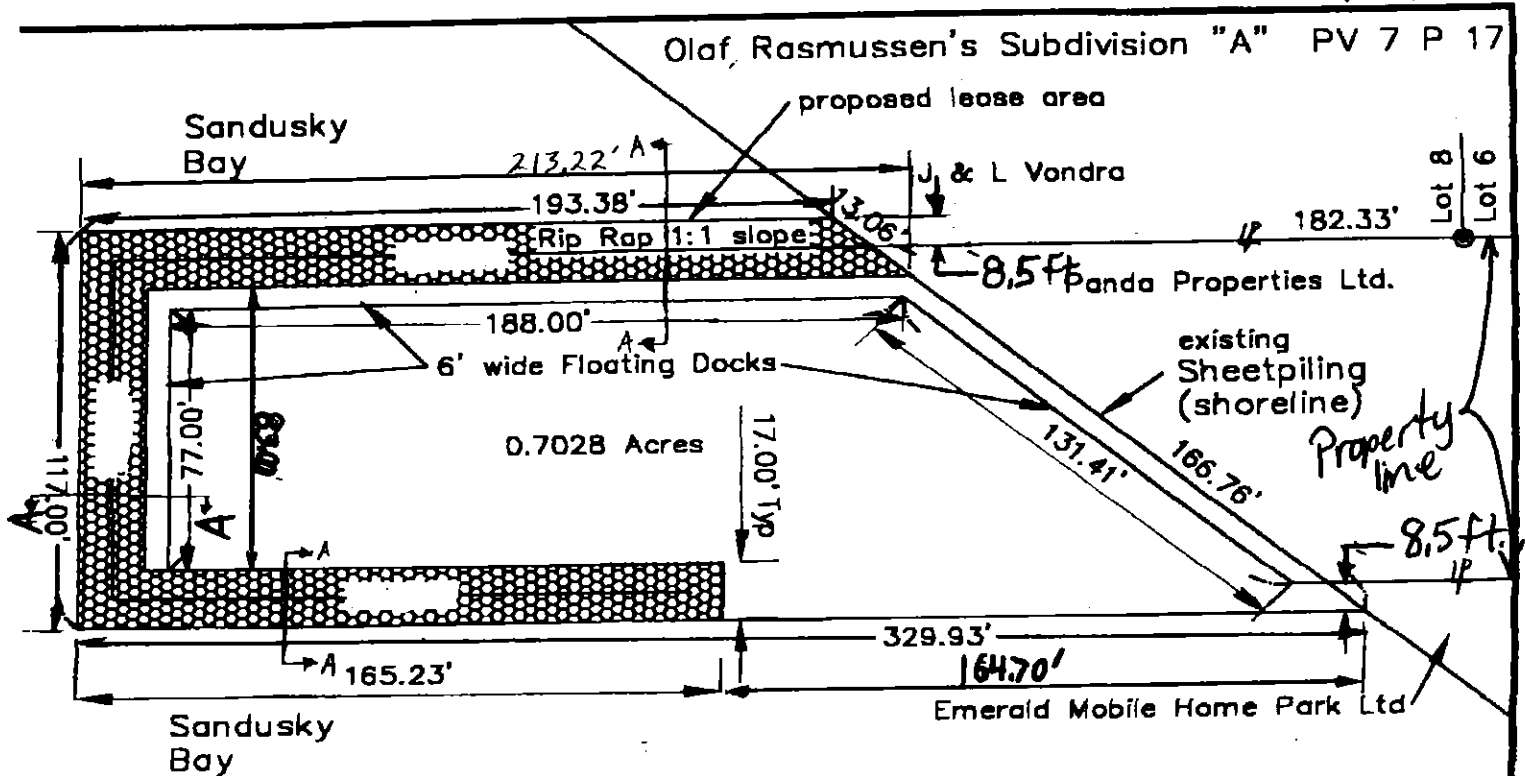 Olaf Rasmussen's Subdivision "A" PV 7 P 17
proposed lease area
Sandusky
Bay
213.22'
A
J & L Vondra
Lot 8
Lot 6
193.38'
13.06'
Rip Rap 1:1 slope
182.33'
IP
8.5 ft
Panda Properties Ltd.
188.00'
A
6' wide Floating Docks
existing
Sheetpiling
(shoreline)
Property
line
77.00'
0.7028 Acres
17.00' Typ
131.41'
166.76'
117.00'
A
A
A
8.5 ft.
IP
329.93'
A
165.23'
164.70'
Emerald Mobile Home Park Ltd
Sandusky
Bay